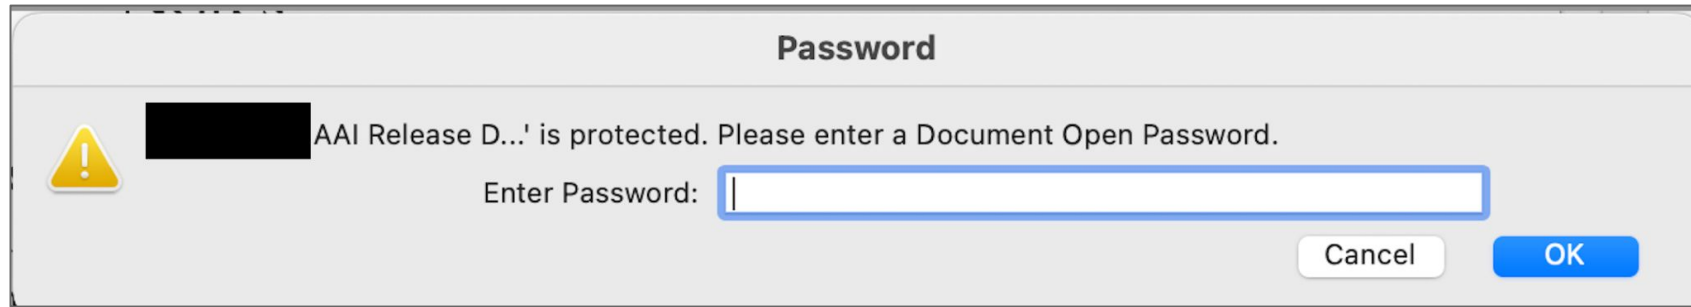 Password
AAI Release D...' is protected. Please enter a Document Open Password.
Enter Password:
Cancel OK